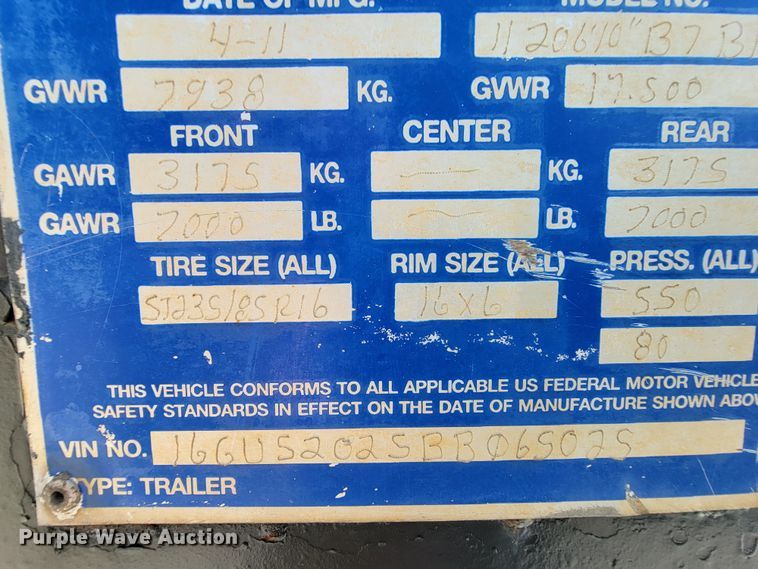 DATE OF MFG. MODEL NO.
4-11 11 20610" B7 B
GVWR 7938 KG. GVWR 17.500
FRONT CENTER REAR
GAWR 3175 KG. — KG. 3175
GAWR 7000 LB. — LB. 7000
TIRE SIZE (ALL) RIM SIZE (ALL) PRESS. (ALL)
ST235/85R16 16x6 550
80
THIS VEHICLE CONFORMS TO ALL APPLICABLE US FEDERAL MOTOR VEHICLE
SAFETY STANDARDS IN EFFECT ON THE DATE OF MANUFACTURE SHOWN ABOV
VIN NO. 16GU52025BB065025
TYPE: TRAILER
Purple Wave Auction